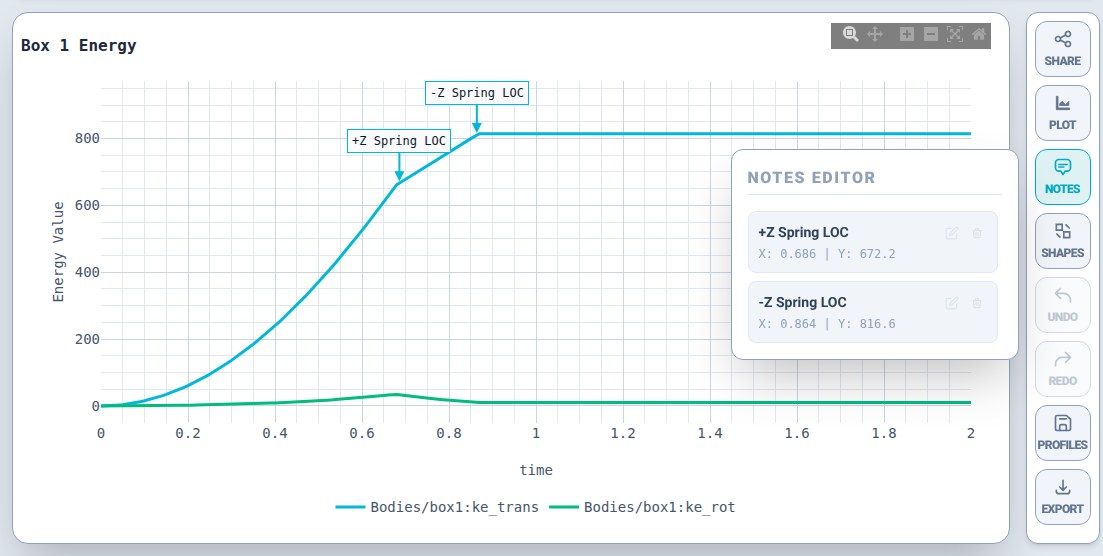 Box 1 Energy
-Z Spring LOC
+Z Spring LOC
800
600
400
200
0
Energy Value
0 0.2 0.4 0.6 0.8 1 1.2 1.4 1.6 1.8 2
time
Bodies/box1:ke_trans Bodies/box1:ke_rot
NOTES EDITOR
+Z Spring LOC
X: 0.686 | Y: 672.2
-Z Spring LOC
X: 0.864 | Y: 816.6
SHARE
PLOT
NOTES
SHAPES
UNDO
REDO
PROFILES
EXPORT